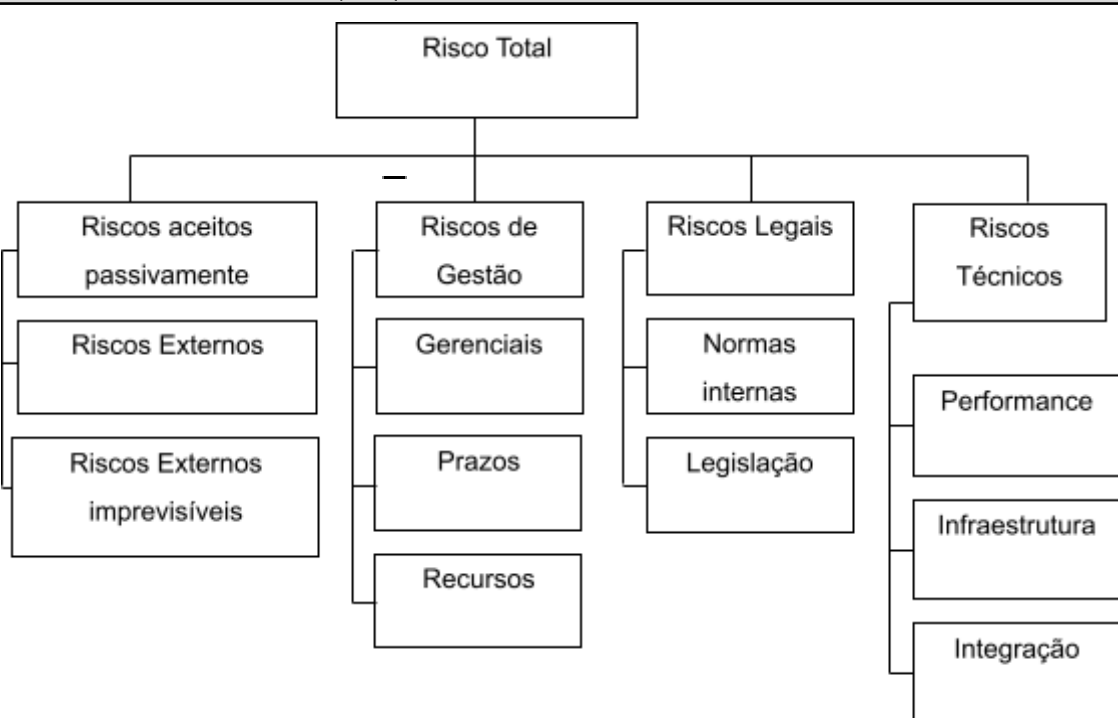 Risco Total
Riscos aceitos
passivamente
Riscos Externos
Riscos Externos
imprevisíveis
Riscos de
Gestão
Gerenciais
Prazos
Recursos
Riscos Legais
Normas
internas
Legislação
Riscos
Técnicos
Performance
Infraestrutura
Integração